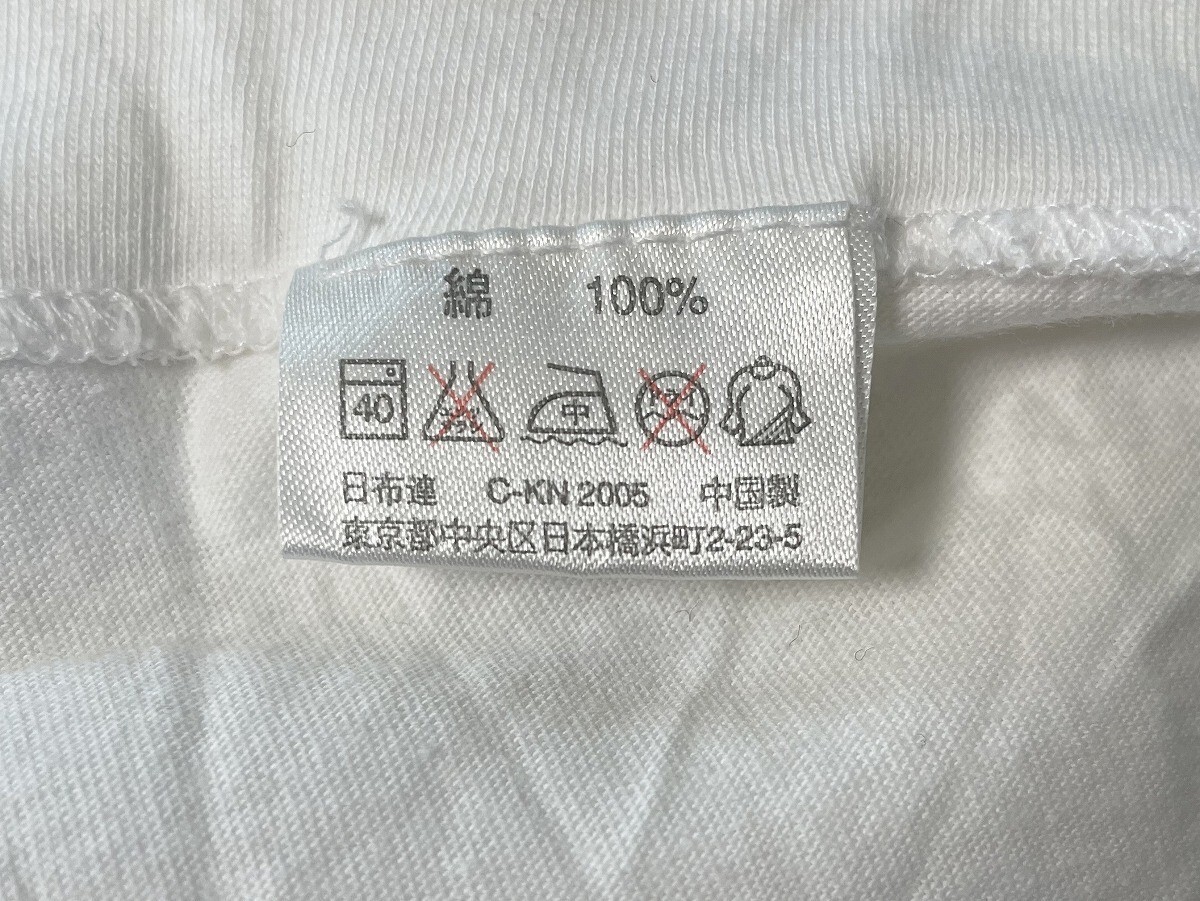 綿 100%
40 中
日布連 C-KN 2005 中国製
東京都中央区日本橋浜町2-23-5